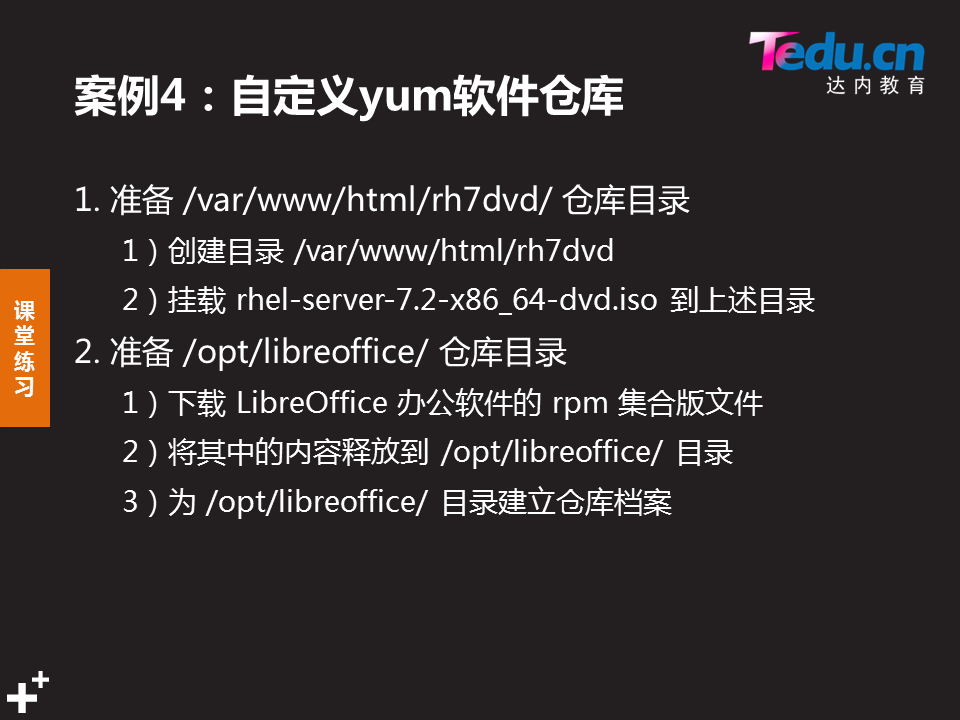 Tedu.cn
达内教育
案例4：自定义yum软件仓库
1. 准备 /var/www/html/rh7dvd/ 仓库目录
1）创建目录 /var/www/html/rh7dvd
2）挂载 rhel-server-7.2-x86_64-dvd.iso 到上述目录
2. 准备 /opt/libreoffice/ 仓库目录
1）下载 LibreOffice 办公软件的 rpm 集合版文件
2）将其中的内容释放到 /opt/libreoffice/ 目录
3）为 /opt/libreoffice/ 目录建立仓库档案
课堂练习